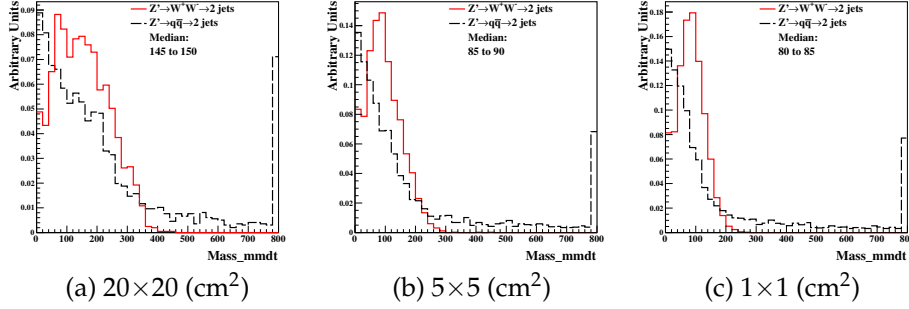 Arbitrary Units
0.09
0.08
0.07
0.06
0.05
0.04
0.03
0.02
0.01
0
Z'→W⁺W⁻→2 jets
Z'→qq̅→2 jets
Median:
145 to 150
0 100 200 300 400 500 600 700 800
Mass_mmdt
(a) 20×20 (cm²)
Arbitrary Units
0.14
0.12
0.1
0.08
0.06
0.04
0.02
0
Z'→W⁺W⁻→2 jets
Z'→qq̅→2 jets
Median:
85 to 90
0 100 200 300 400 500 600 700 800
Mass_mmdt
(b) 5×5 (cm²)
Arbitrary Units
0.18
0.16
0.14
0.12
0.1
0.08
0.06
0.04
0.02
0
Z'→W⁺W⁻→2 jets
Z'→qq̅→2 jets
Median:
80 to 85
0 100 200 300 400 500 600 700 800
Mass_mmdt
(c) 1×1 (cm²)